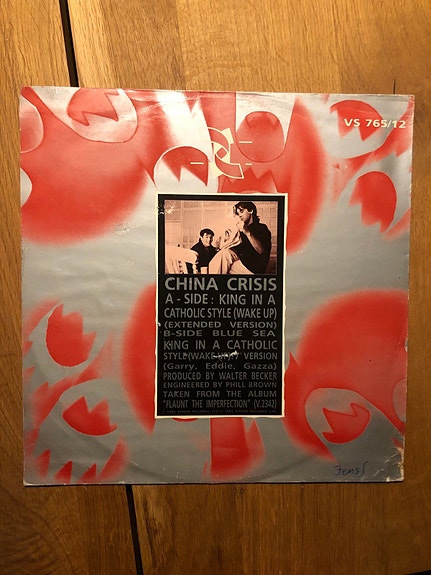 VS 765/12
CHINA CRISIS
A - SIDE : KING IN A
CATHOLIC STYLE (WAKE UP)
(EXTENDED VERSION)
B-SIDE BLUE SEA
KING IN A CATHOLIC
STYLE(WAKE UP) VERSION
(Garry, Eddie, Gazza)
PRODUCED BY WALTER BECKER
ENGINEERED BY PHILL BROWN
TAKEN FROM THE ALBUM
"FLAUNT THE IMPERFECTION" (V.2342)